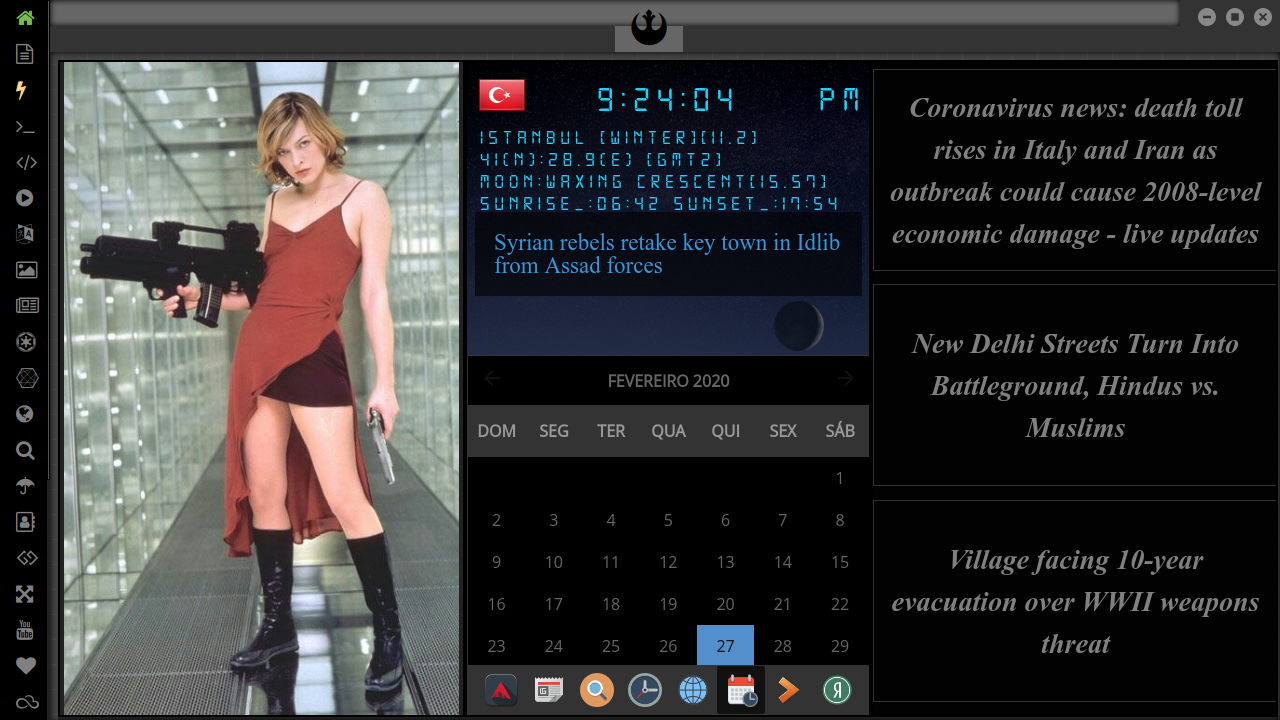 9:24:04 PM
ISTANBUL [WINTER][11.2]
41(N):28.9(E) [GMT2]
MOON:WAXING CRESCENT[15.57]
SUNRISE_:06:42 SUNSET_:17:54
Syrian rebels retake key town in Idlib
from Assad forces
FEVEREIRO 2020
DOM SEG TER QUA QUI SEX SÁB
1
2 3 4 5 6 7 8
9 10 11 12 13 14 15
16 17 18 19 20 21 22
23 24 25 26 27 28 29
Coronavirus news: death toll
rises in Italy and Iran as
outbreak could cause 2008-level
economic damage - live updates
New Delhi Streets Turn Into
Battleground, Hindus vs.
Muslims
Village facing 10-year
evacuation over WWII weapons
threat
You
Tube
Я